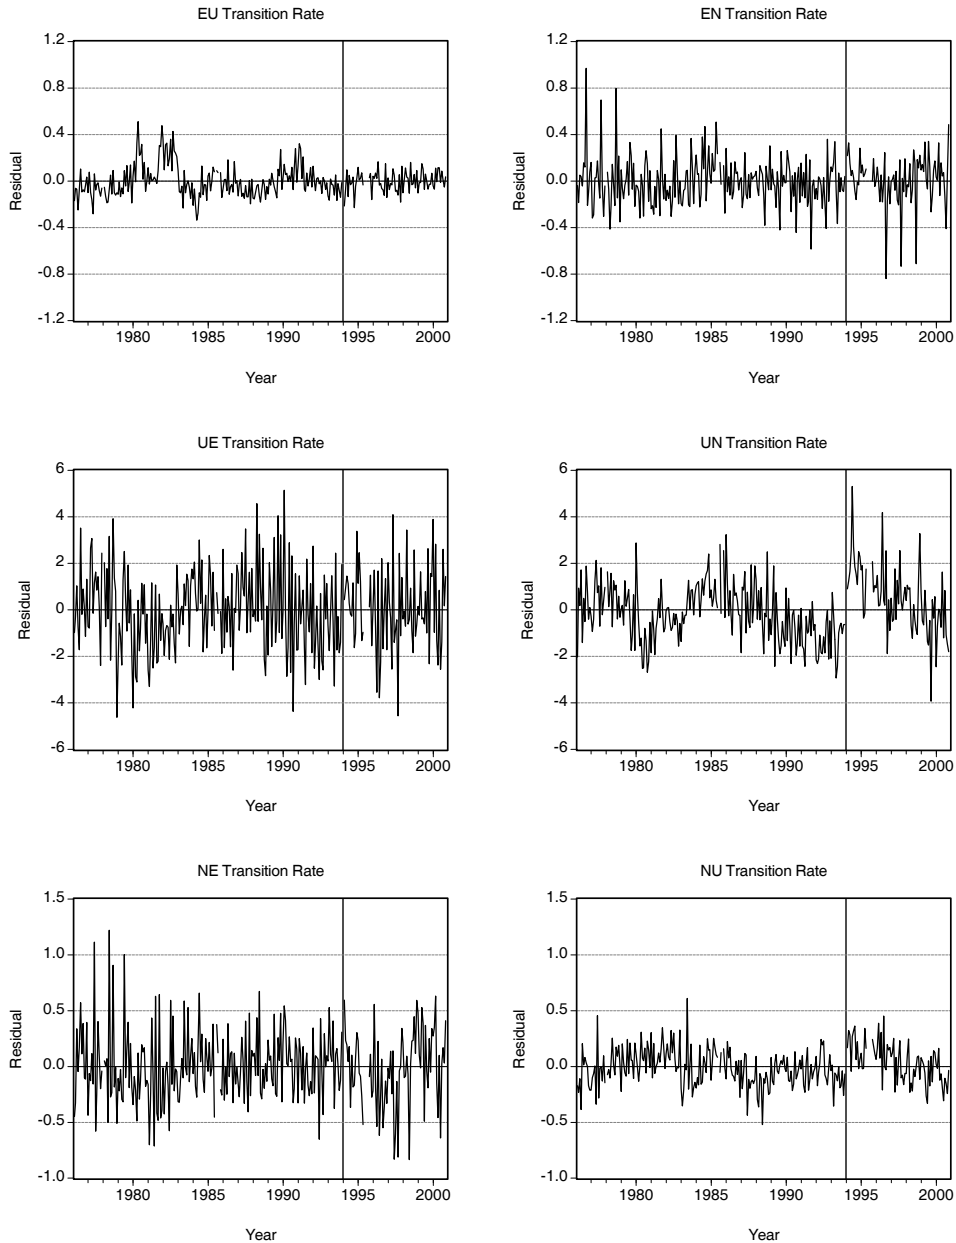 EU Transition Rate
1.2
0.8
0.4
0.0
-0.4
-0.8
-1.2
Residual
1980 1985 1990 1995 2000
Year
EN Transition Rate
1.2
0.8
0.4
0.0
-0.4
-0.8
-1.2
Residual
1980 1985 1990 1995 2000
Year
UE Transition Rate
6
4
2
0
-2
-4
-6
Residual
1980 1985 1990 1995 2000
Year
UN Transition Rate
6
4
2
0
-2
-4
-6
Residual
1980 1985 1990 1995 2000
Year
NE Transition Rate
1.5
1.0
0.5
0.0
-0.5
-1.0
Residual
1980 1985 1990 1995 2000
Year
NU Transition Rate
1.5
1.0
0.5
0.0
-0.5
-1.0
Residual
1980 1985 1990 1995 2000
Year